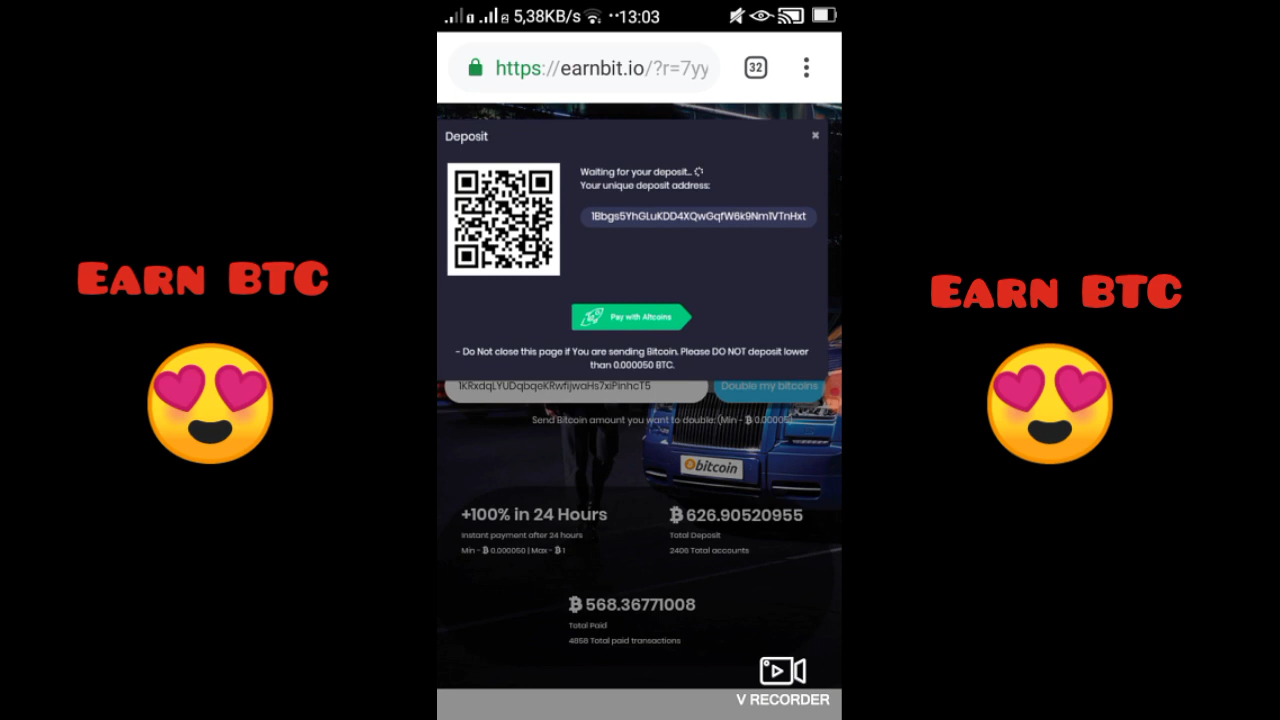 5,38KB/s 13:03
https://earnbit.io/?r=7yy
32
Deposit
Waiting for your deposit...
Your unique deposit address:
1Bbgs5YhGLuKDD4XQwGqfW6k9Nm1VTnHxt
Pay with Altcoins
- Do Not close this page if You are sending Bitcoin. Please DO NOT deposit lower
than 0.000050 BTC.
1KRxdqLYUDqbqeKRwfijwaHs7xiPinhcT5
Double my bitcoins
Send Bitcoin amount you want to double: (Min - ₿ 0.00005)
bitcoin
+100% in 24 Hours
Instant payment after 24 hours
Min - ₿ 0.000050 | Max - ₿ 1
₿ 626.90520955
Total Deposit
2406 Total accounts
₿ 568.36771008
Total Paid
4858 Total paid transactions
V RECORDER
Earn BTC
Earn BTC